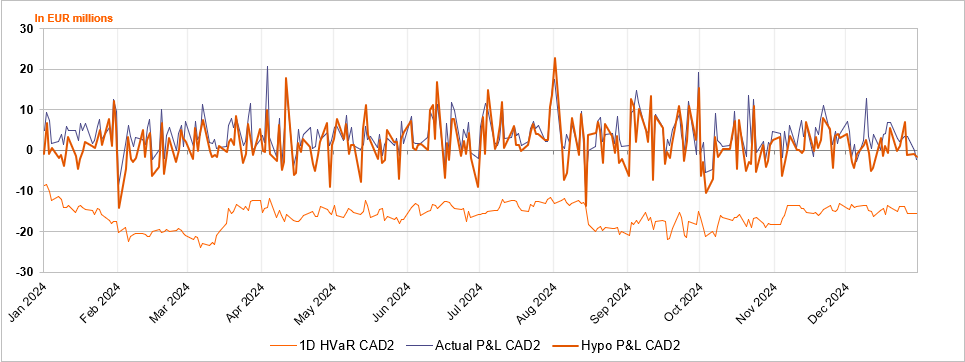 In EUR millions
30
20
10
0
-10
-20
-30
Jan 2024
Feb 2024
Mar 2024
Apr 2024
May 2024
Jun 2024
Jul 2024
Aug 2024
Sep 2024
Oct 2024
Nov 2024
Dec 2024
1D HVaR CAD2 Actual P&L CAD2 Hypo P&L CAD2